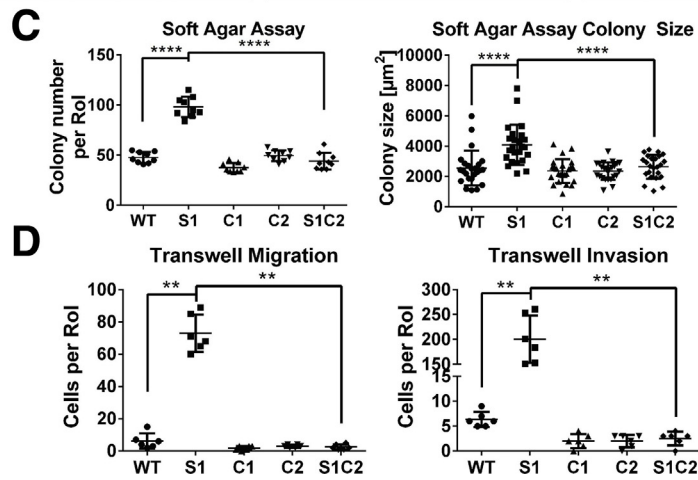 C
Soft Agar Assay
Colony number
per RoI
150
100
50
0
****
****
WT
S1
C1
C2
S1C2
Soft Agar Assay Colony Size
Colony size [µm²]
10000
8000
6000
4000
2000
0
****
****
WT
S1
C1
C2
S1C2
D
Transwell Migration
Cells per RoI
100
80
60
40
20
0
**
**
WT
S1
C1
C2
S1C2
Transwell Invasion
Cells per RoI
300
250
200
150
10
5
0
**
**
WT
S1
C1
C2
S1C2